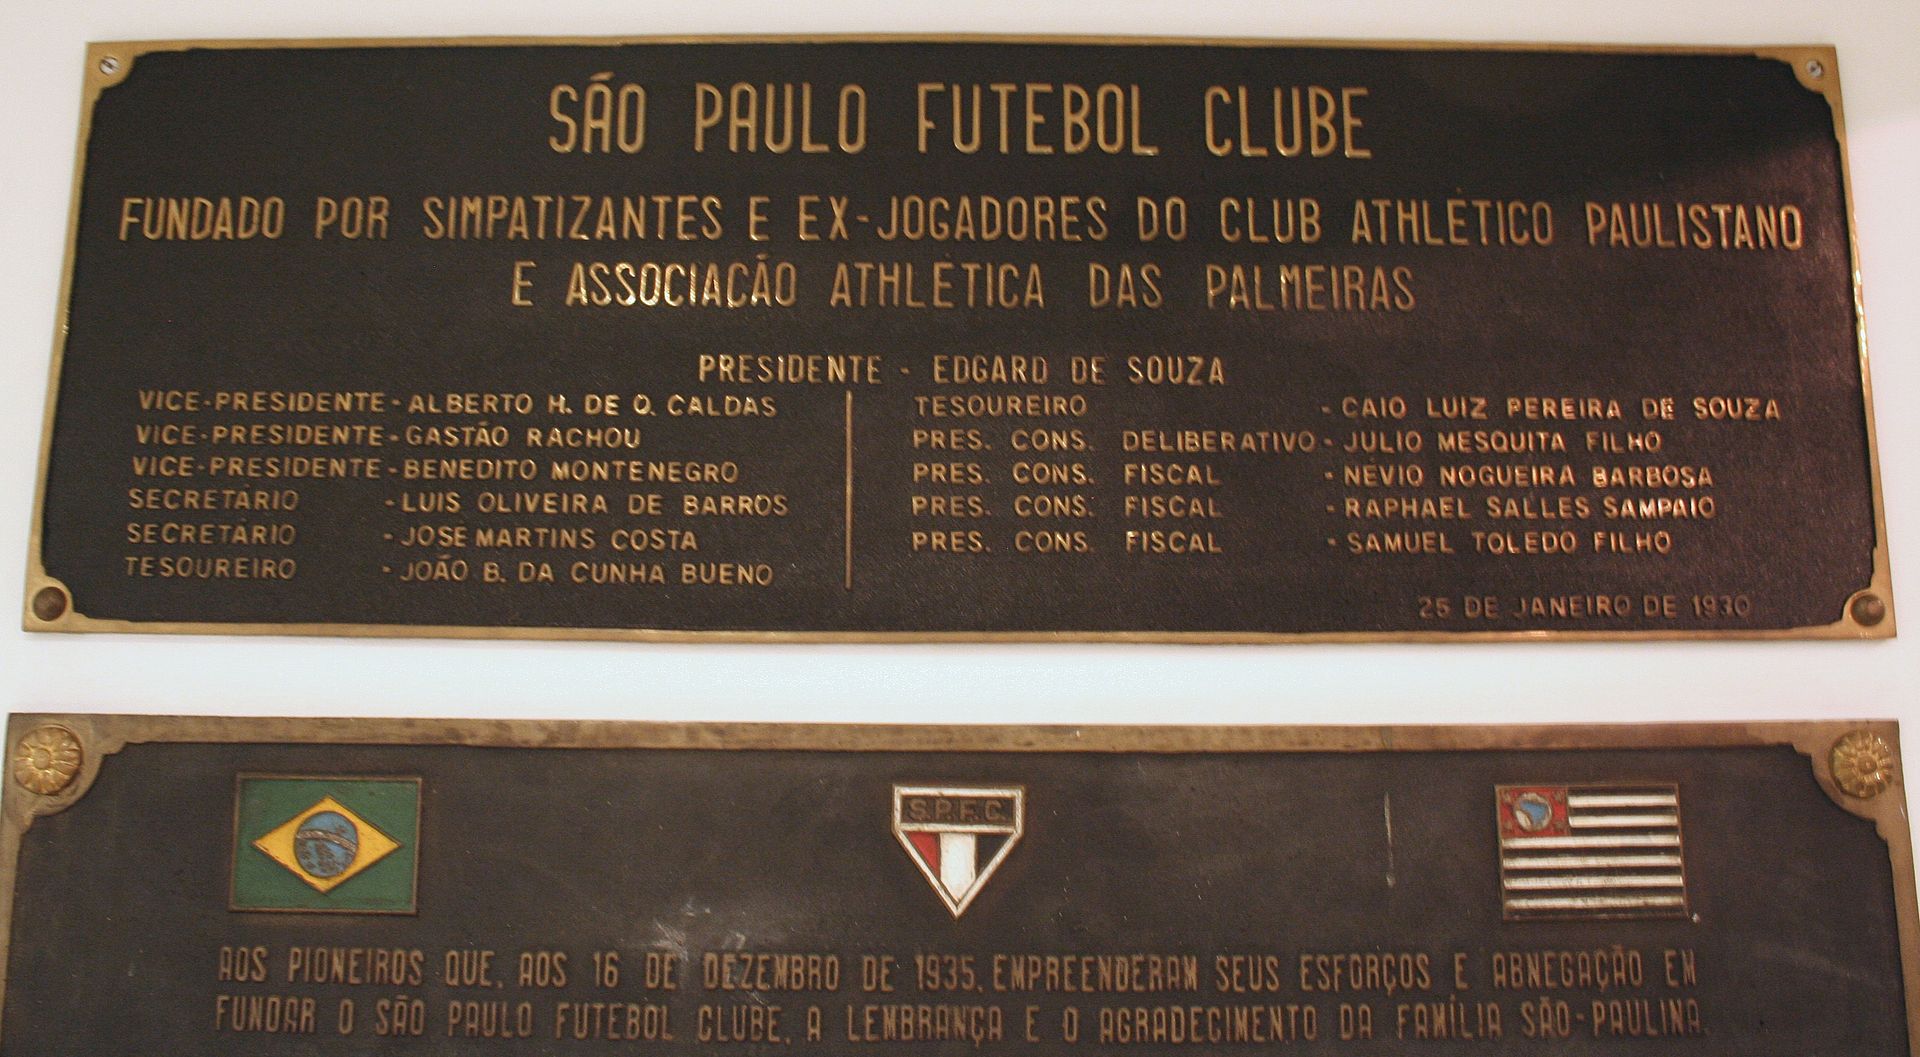 SÃO PAULO FUTEBOL CLUBE
FUNDADO POR SIMPATIZANTES E EX-JOGADORES DO CLUB ATHLÉTICO PAULISTANO
E ASSOCIAÇÃO ATHLÉTICA DAS PALMEIRAS
PRESIDENTE - EDGARD DE SOUZA
VICE-PRESIDENTE - ALBERTO H. DE O. CALDAS
VICE-PRESIDENTE - GASTÃO RACHOU
VICE-PRESIDENTE - BENEDITO MONTENEGRO
SECRETÁRIO - LUIS OLIVEIRA DE BARROS
SECRETÁRIO - JOSÉ MARTINS COSTA
TESOUREIRO - JOÃO B. DA CUNHA BUENO
TESOUREIRO - CAIO LUIZ PEREIRA DE SOUZA
PRES. CONS. DELIBERATIVO - JULIO MESQUITA FILHO
PRES. CONS. FISCAL - NEVIO NOGUEIRA BARBOSA
PRES. CONS. FISCAL - RAPHAEL SALLES SAMPAIO
PRES. CONS. FISCAL - SAMUEL TOLEDO FILHO
25 DE JANEIRO DE 1930
S.P.F.C.
AOS PIONEIROS QUE, AOS 16 DE DEZEMBRO DE 1935, EMPREENDERAM SEUS ESFORÇOS E ABNEGAÇÃO EM
FUNDAR O SÃO PAULO FUTEBOL CLUBE, A LEMBRANÇA E O AGRADECIMENTO DA FAMÍLIA SÃO-PAULINA.